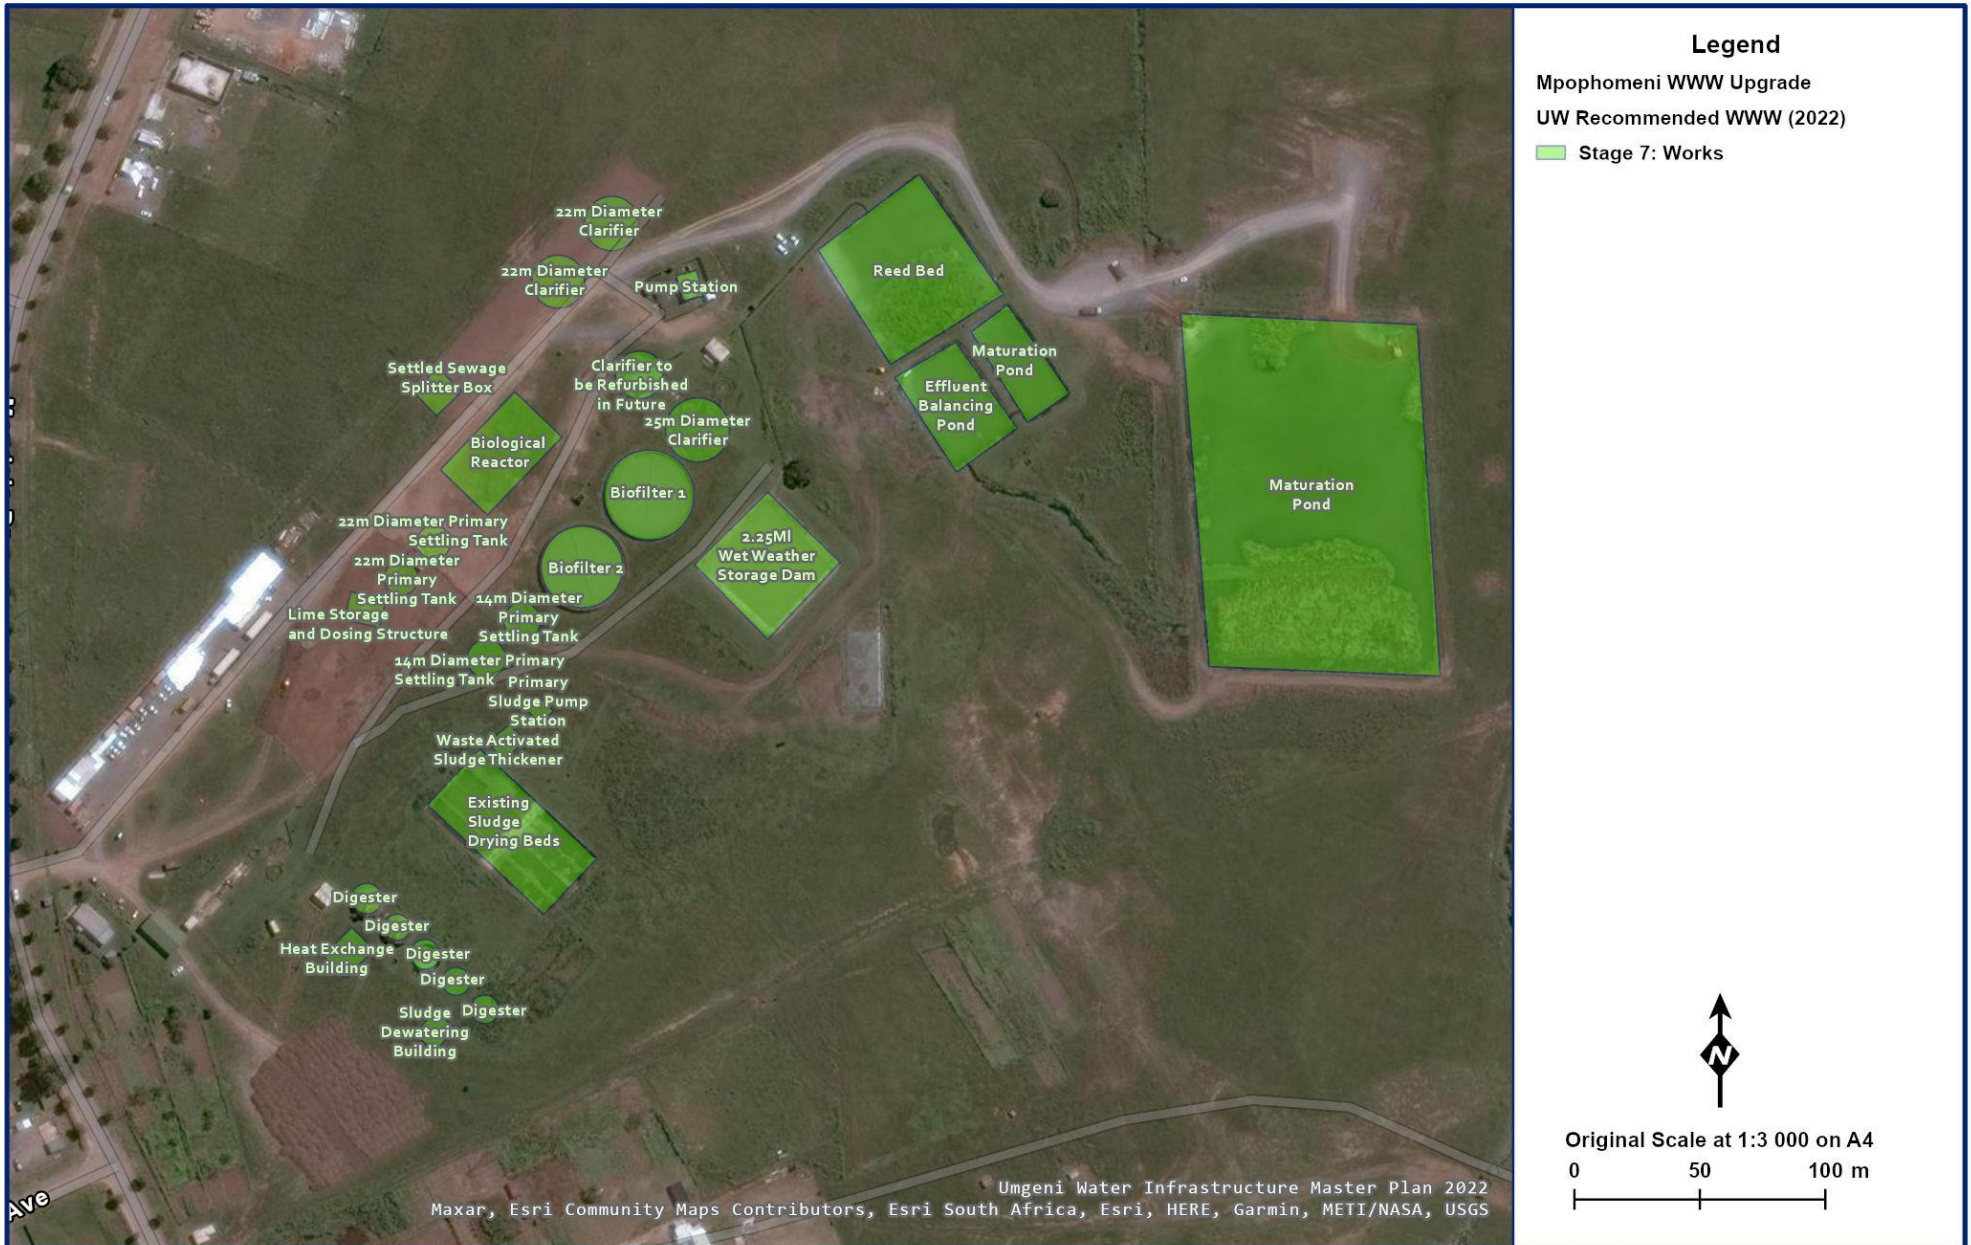 Legend
Mpophomeni WWW Upgrade
UW Recommended WWW (2022)
Stage 7: Works
22m Diameter
Clarifier
22m Diameter
Clarifier
Pump Station
Reed Bed
Maturation
Pond
Effluent
Balancing
Pond
Maturation
Pond
Settled Sewage
Splitter Box
Clarifier to
be Refurbished
in Future
25m Diameter
Clarifier
Biological
Reactor
Biofilter 1
Biofilter 2
2.25Ml
Wet Weather
Storage Dam
22m Diameter Primary
Settling Tank
22m Diameter
Primary
Settling Tank
Lime Storage
and Dosing Structure
14m Diameter
Primary
Settling Tank
14m Diameter Primary
Settling Tank
Primary
Sludge Pump
Station
Waste Activated
Sludge Thickener
Existing
Sludge
Drying Beds
Digester
Digester
Heat Exchange
Building
Digester
Digester
Digester
Sludge
Dewatering
Building
Ave
N
Original Scale at 1:3 000 on A4
0 50 100 m
Umgeni Water Infrastructure Master Plan 2022
Maxar, Esri Community Maps Contributors, Esri South Africa, Esri, HERE, Garmin, METI/NASA, USGS